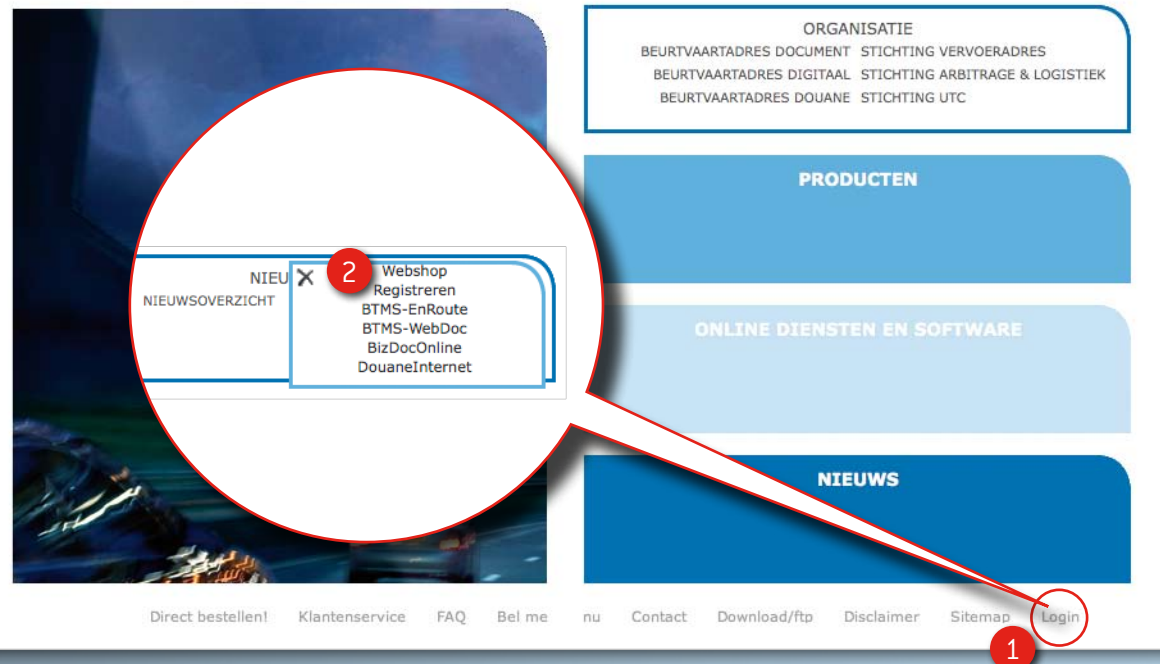 ORGANISATIE
BEURTVAARTADRES DOCUMENT STICHTING VERVOERADRES
BEURTVAARTADRES DIGITAAL STICHTING ARBITRAGE & LOGISTIEK
BEURTVAARTADRES DOUANE STICHTING UTC
PRODUCTEN
2
NIEU
NIEUWSOVERZICHT
Webshop
Registreren
BTMS-EnRoute
BTMS-WebDoc
BizDocOnline
DouaneInternet
ONLINE DIENSTEN EN SOFTWARE
NIEUWS
Direct bestellen! Klantenservice FAQ Bel me nu Contact Download/ftp Disclaimer Sitemap Login
1